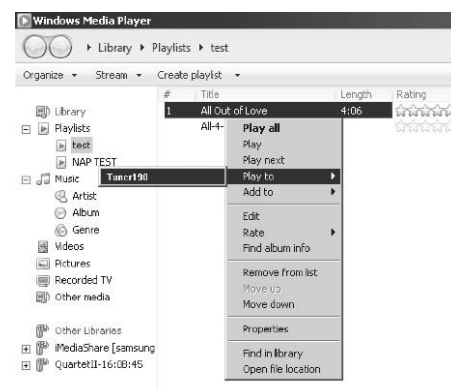 Windows Media Player
Library ▸ Playlists ▸ test
Organize Stream Create playlist
# Title Length Rating
1 All Out of Love 4:06
All-4-
Library
Playlists
test
NAP TEST
Music
Artist
Album
Genre
Videos
Pictures
Recorded TV
Other media
Other Libraries
iMediaShare [samsung
QuartetII-16:0B:45
Tuner190
Play all
Play
Play next
Play to
Add to
Edit
Rate
Find album info
Remove from list
Move up
Move down
Properties
Find in library
Open file location